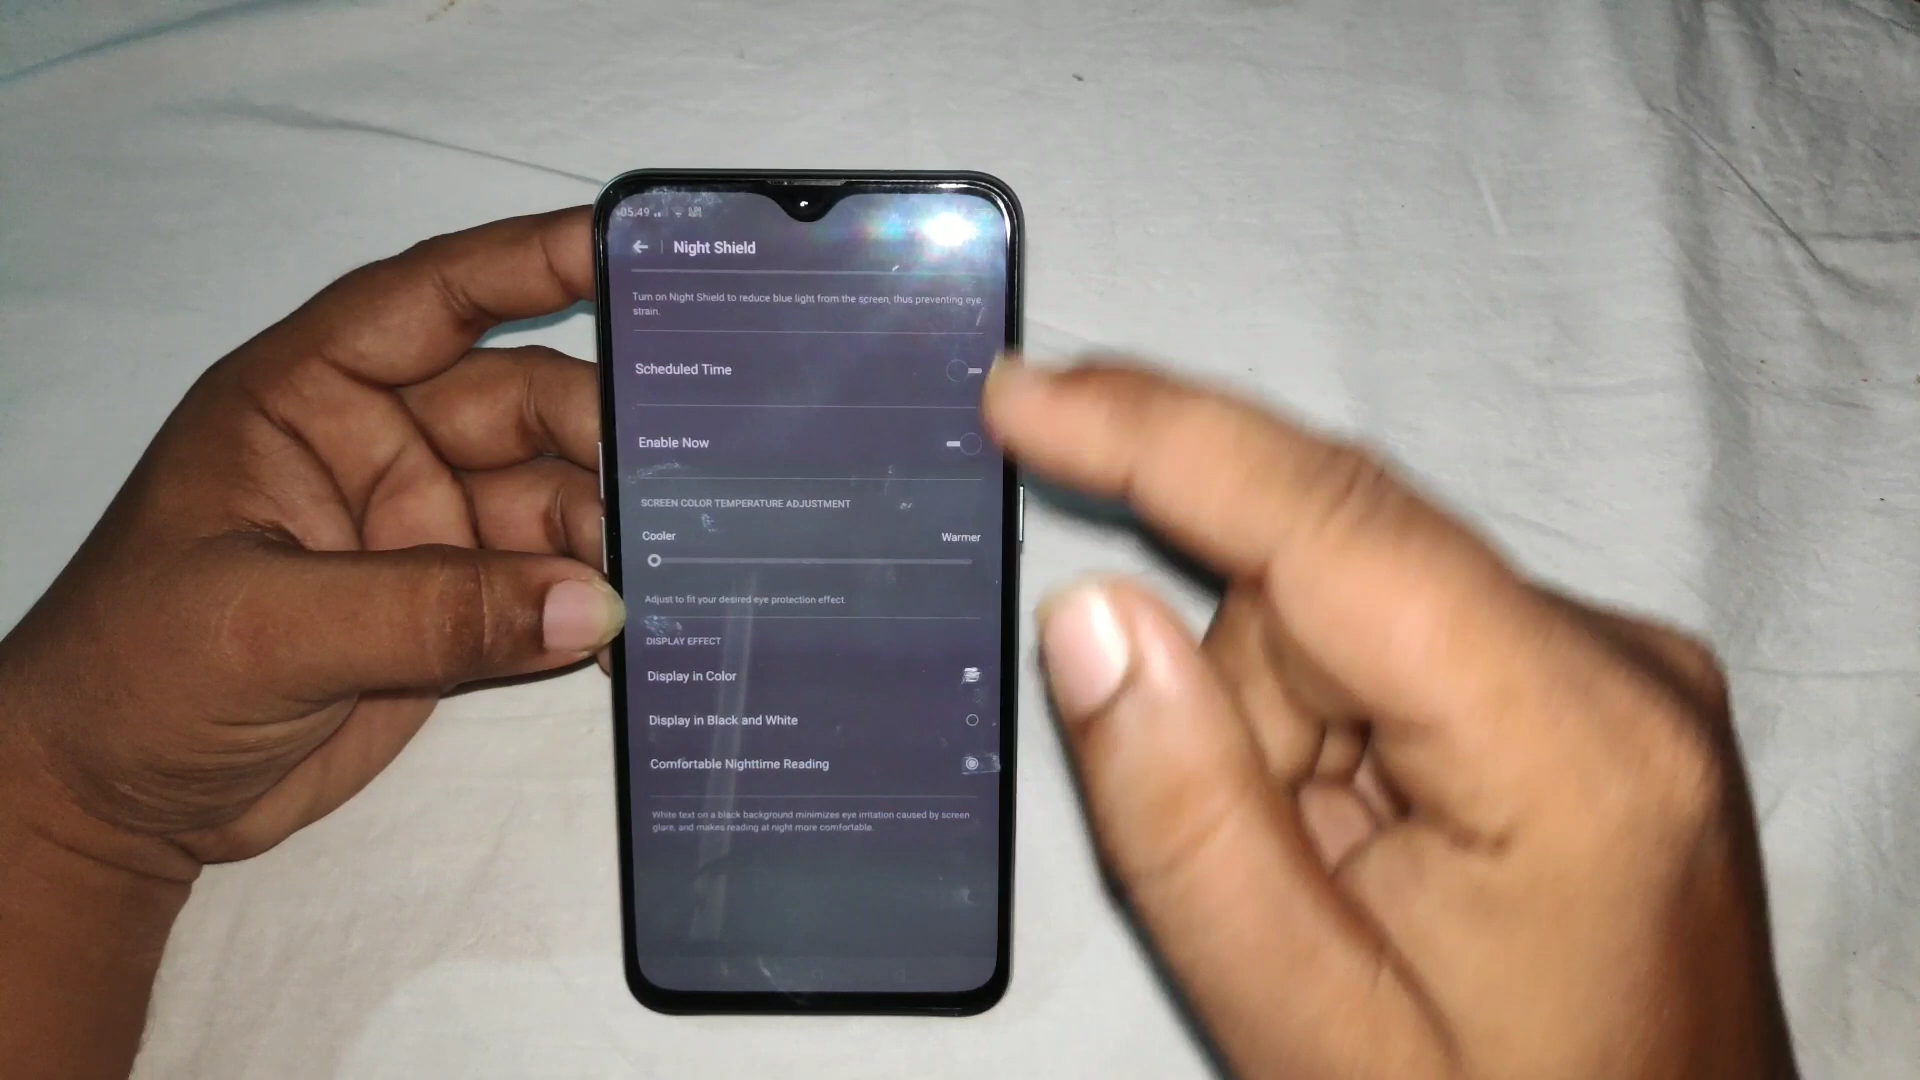 05:49
Night Shield
Turn on Night Shield to reduce blue light from the screen, thus preventing eye
strain.
Scheduled Time
Enable Now
SCREEN COLOR TEMPERATURE ADJUSTMENT
Cooler Warmer
Adjust to fit your desired eye protection effect.
DISPLAY EFFECT
Display in Color
Display in Black and White
Comfortable Nighttime Reading
White text on a black background minimizes eye irritation caused by screen
glare, and makes reading at night more comfortable.